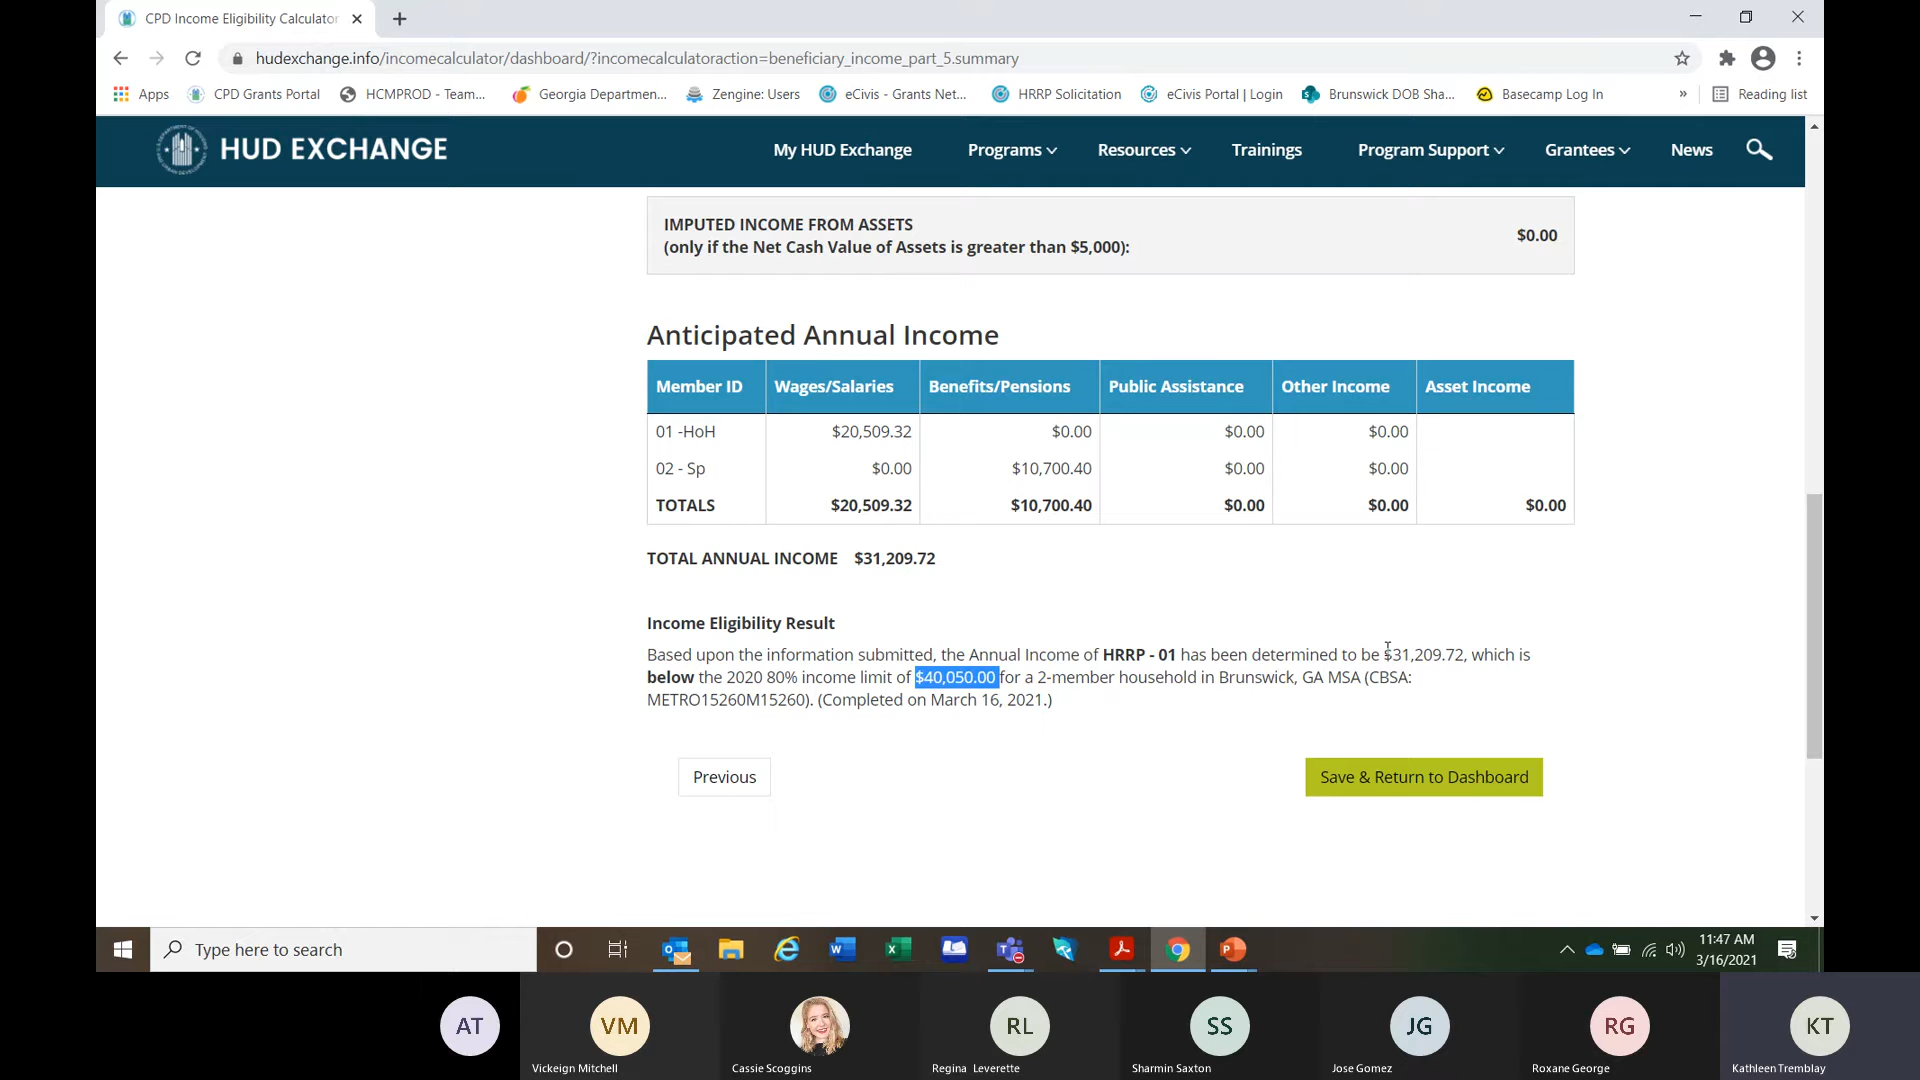 CPD Income Eligibility Calculator
hudexchange.info/incomecalculator/dashboard/?incomecalculatoraction=beneficiary_income_part_5.summary
Apps CPD Grants Portal HCMPROD - Team... Georgia Departmen... Zengine: Users eCivis - Grants Net... HRRP Solicitation eCivis Portal | Login Brunswick DOB Sha... Basecamp Log In » Reading list
HUD EXCHANGE My HUD Exchange Programs Resources Trainings Program Support Grantees News
IMPUTED INCOME FROM ASSETS
(only if the Net Cash Value of Assets is greater than $5,000): $0.00
Anticipated Annual Income
Member ID Wages/Salaries Benefits/Pensions Public Assistance Other Income Asset Income
01 -HoH $20,509.32 $0.00 $0.00 $0.00
02 - Sp $0.00 $10,700.40 $0.00 $0.00
TOTALS $20,509.32 $10,700.40 $0.00 $0.00 $0.00
TOTAL ANNUAL INCOME $31,209.72
Income Eligibility Result
Based upon the information submitted, the Annual Income of HRRP - 01 has been determined to be $31,209.72, which is
below the 2020 80% income limit of $40,050.00 for a 2-member household in Brunswick, GA MSA (CBSA:
METRO15260M15260). (Completed on March 16, 2021.)
Previous Save & Return to Dashboard
Type here to search
11:47 AM
3/16/2021
AT VM RL SS JG RG KT
Vickeign Mitchell Cassie Scoggins Regina Leverette Sharmin Saxton Jose Gomez Roxane George Kathleen Tremblay